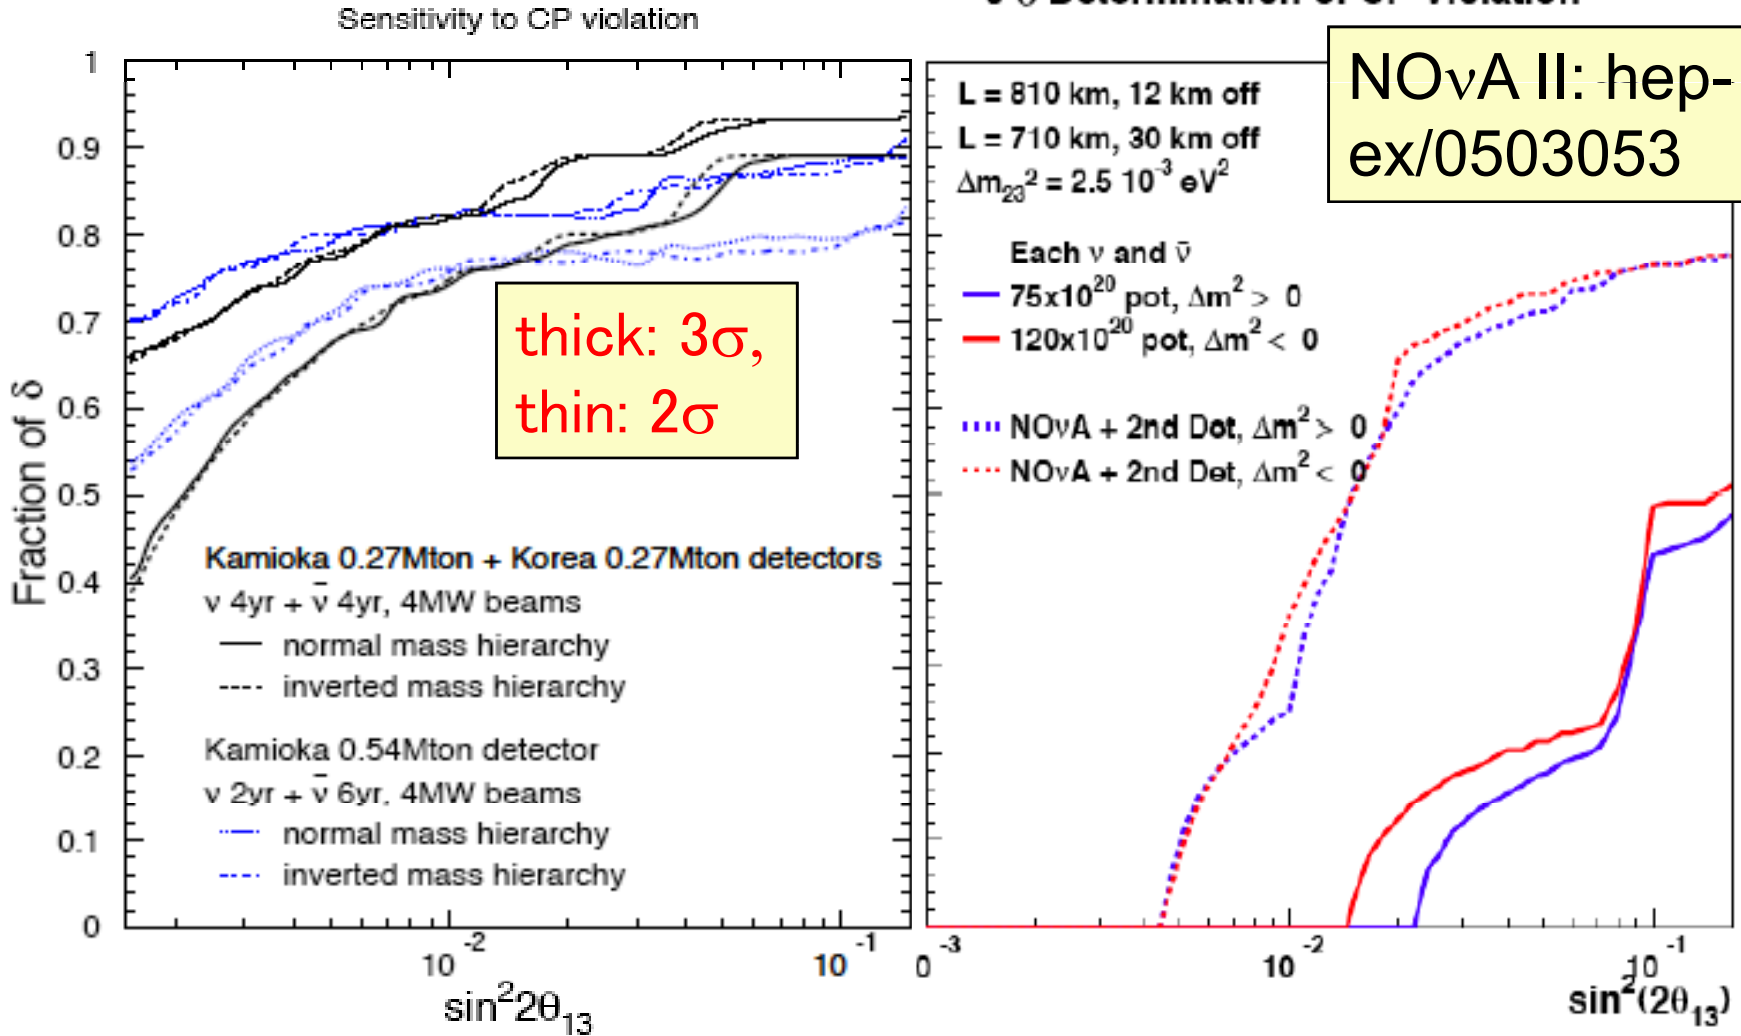 Sensitivity to CP violation
1
0.9
0.8
0.7
0.6
0.5
0.4
0.3
0.2
0.1
0
Fraction of δ
thick: 3σ,
thin: 2σ
Kamioka 0.27Mton + Korea 0.27Mton detectors
ν 4yr + ν̄ 4yr, 4MW beams
normal mass hierarchy
inverted mass hierarchy
Kamioka 0.54Mton detector
ν 2yr + ν̄ 6yr, 4MW beams
normal mass hierarchy
inverted mass hierarchy
10⁻² 10⁻¹
sin²2θ₁₃
Determination of CP Violation
NOνA II: hep-
ex/0503053
L = 810 km, 12 km off
L = 710 km, 30 km off
Δm₂₃² = 2.5 10⁻³ eV²
Each ν and ν̄
75x10²⁰ pot, Δm² > 0
120x10²⁰ pot, Δm² < 0
NOνA + 2nd Det, Δm² > 0
NOνA + 2nd Det, Δm² < 0
0⁻³ 10⁻² 10⁻¹
sin²(2θ₁₃)